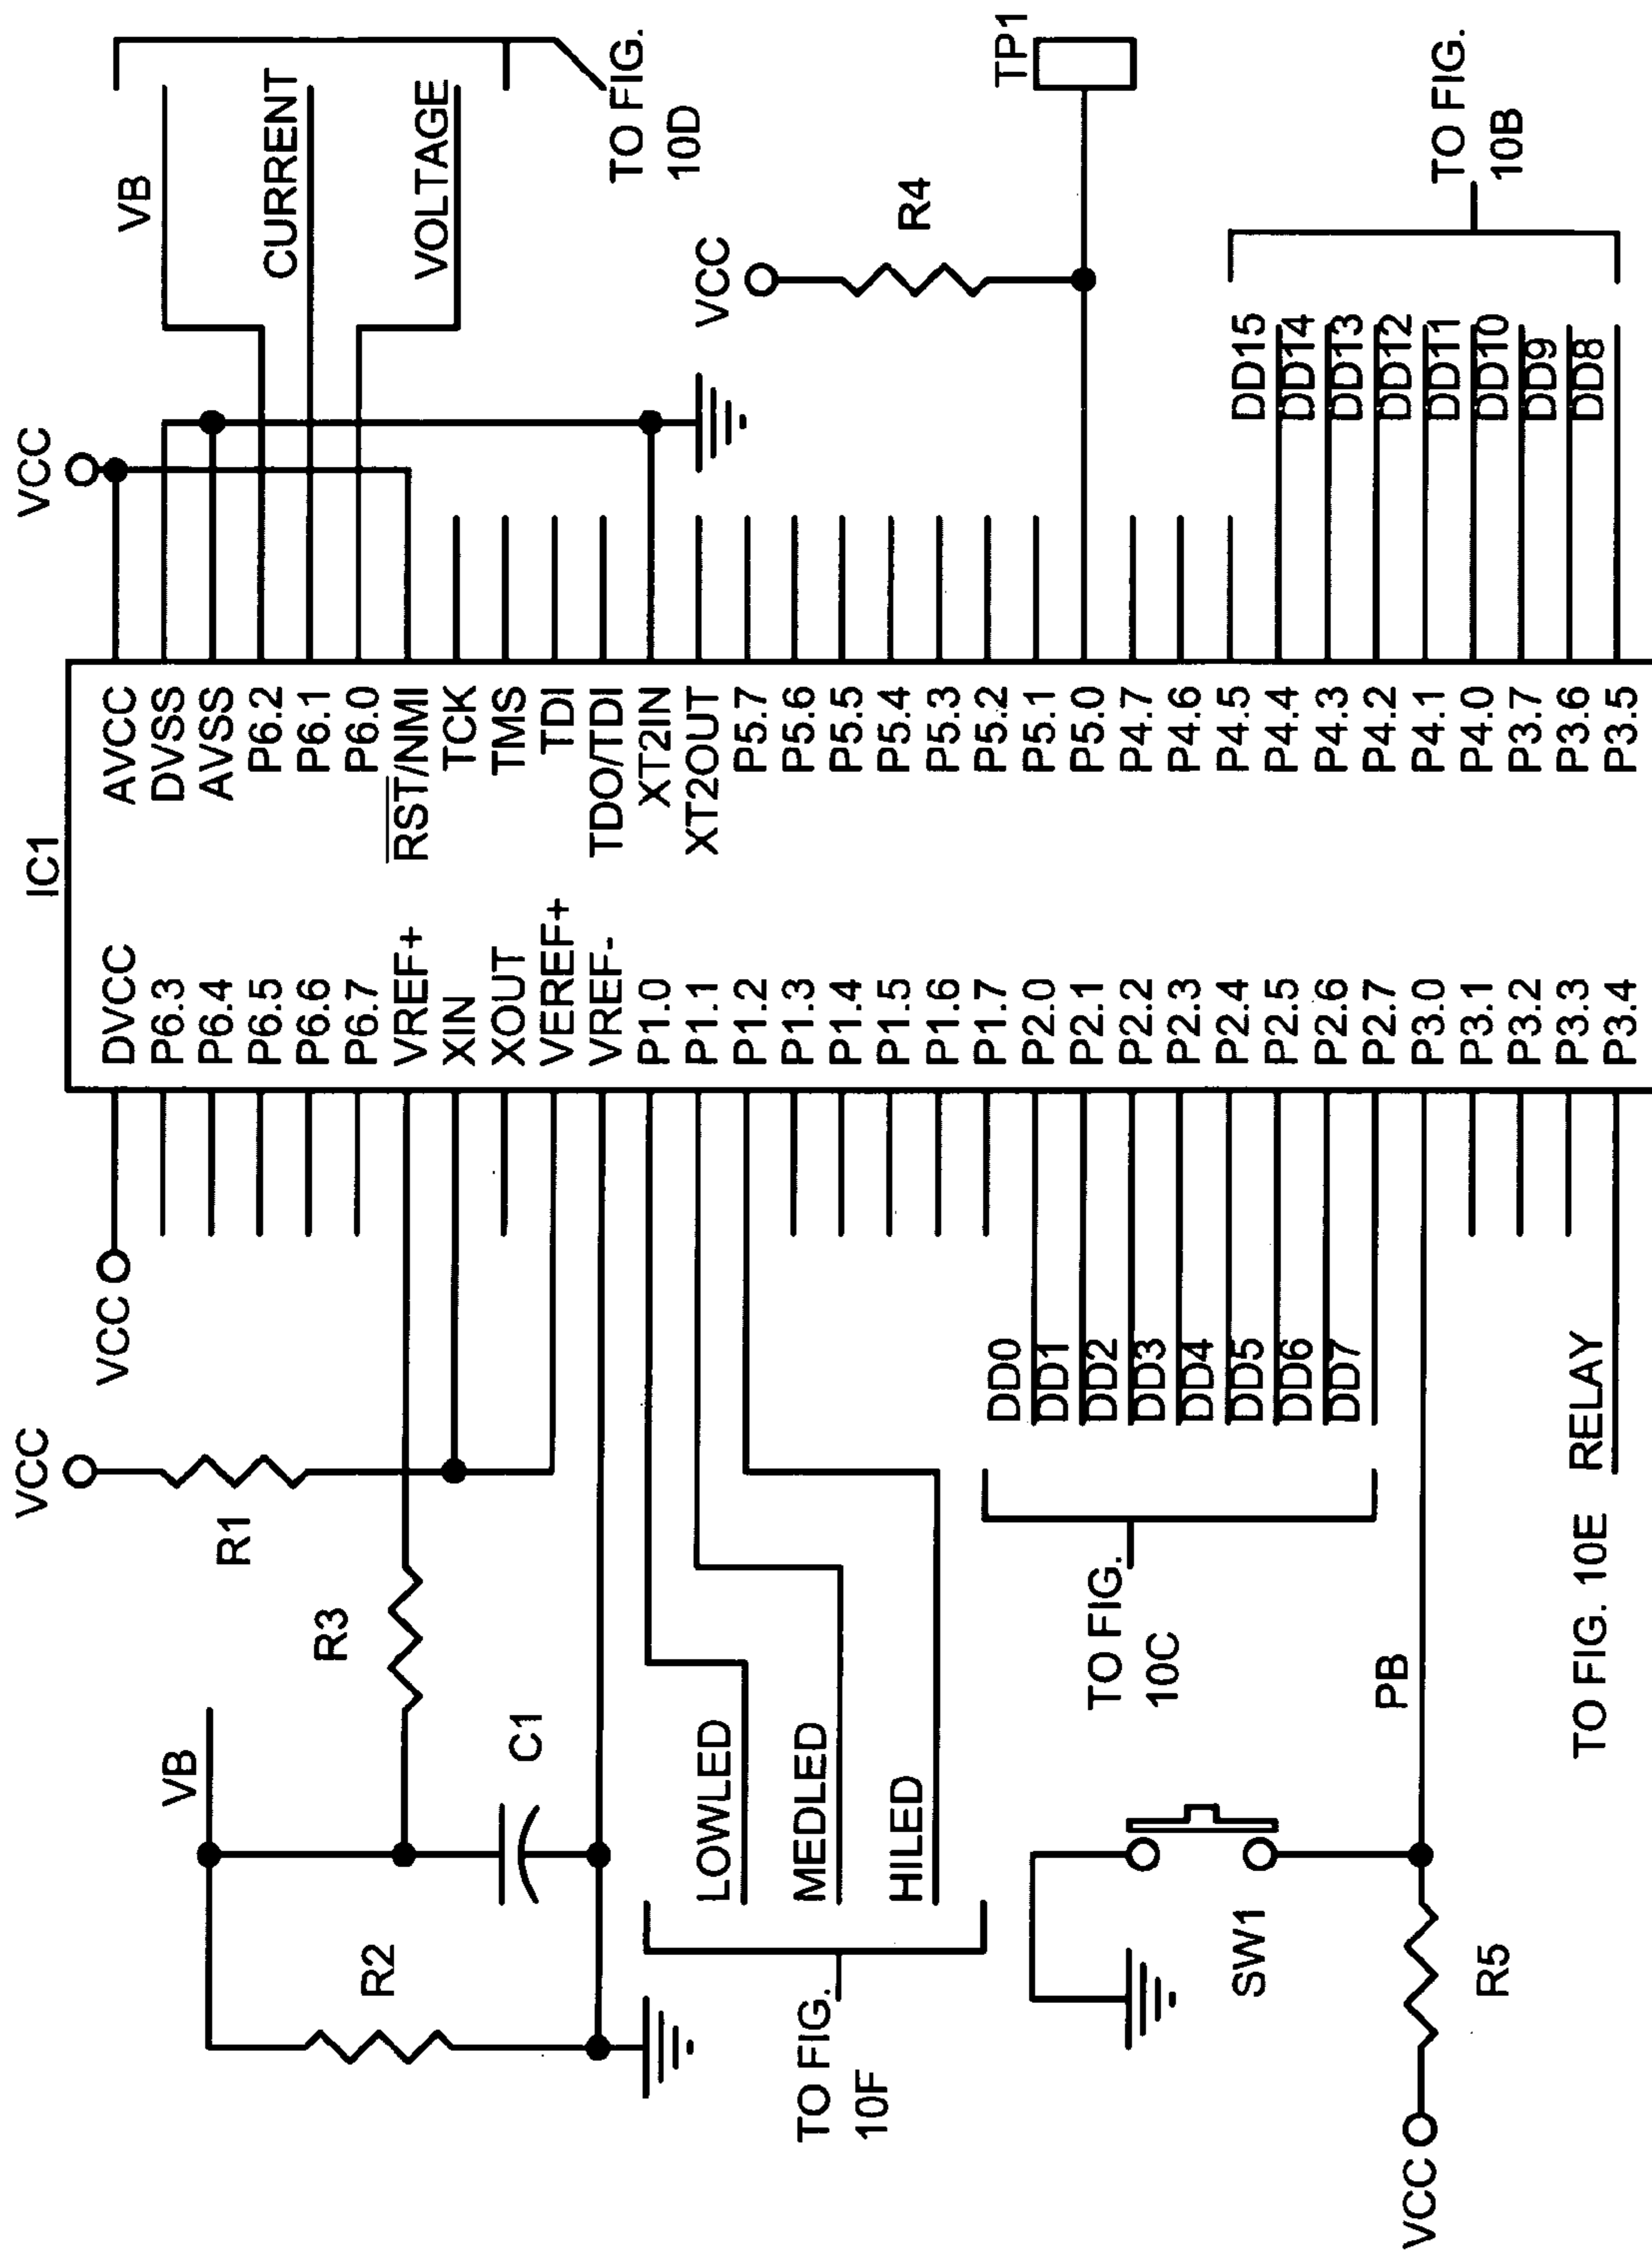 IC1
VCC
VCC
R1
R3
VB
C1
R2
LOWLED
MEDLED
HILED
TO FIG.
10F
DD0
DD1
DD2
DD3
DD4
DD5
DD6
DD7
TO FIG.
10C
PB
SW1
R5
VCC
TO FIG. 10E RELAY
DVCC
P6.3
P6.4
P6.5
P6.6
P6.7
VREF+
XIN
XOUT
VEREF+
VREF-
P1.0
P1.1
P1.2
P1.3
P1.4
P1.5
P1.6
P1.7
P2.0
P2.1
P2.2
P2.3
P2.4
P2.5
P2.6
P2.7
P3.0
P3.1
P3.2
P3.3
P3.4
AVCC
DVSS
AVSS
P6.2
P6.1
P6.0
RST/NMI
TCK
TMS
TDI
TDO/TDI
XT2IN
XT2OUT
P5.7
P5.6
P5.5
P5.4
P5.3
P5.2
P5.1
P5.0
P4.7
P4.6
P4.5
P4.4
P4.3
P4.2
P4.1
P4.0
P3.7
P3.6
P3.5
VCC
VB
CURRENT
VOLTAGE
TO FIG.
10D
VCC
R4
TP1
DD15
DD14
DD13
DD12
DD11
DD10
DD9
DD8
TO FIG.
10B